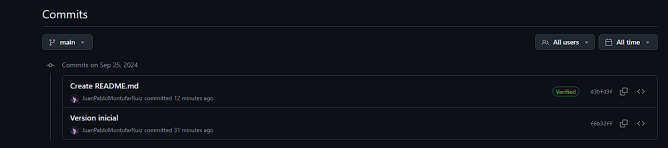 Commits
main
All users
All time
Commits on Sep 25, 2024
Create README.md
Verified
d3bfd3f
JuanPabloMontufarRuiz committed 12 minutes ago
Version inicial
f6b32ff
JuanPabloMontufarRuiz committed 31 minutes ago